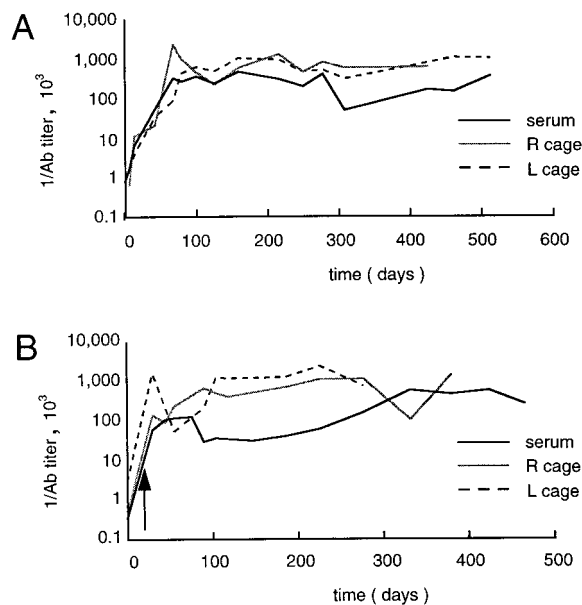 A
1/Ab titer , 10³
10,000
1,000
100
10
1
0.1
0 100 200 300 400 500 600
time ( days )
serum
R cage
L cage
B
1/Ab titer , 10³
10,000
1,000
100
10
1
0.1
0 100 200 300 400 500
time ( days )
serum
R cage
L cage